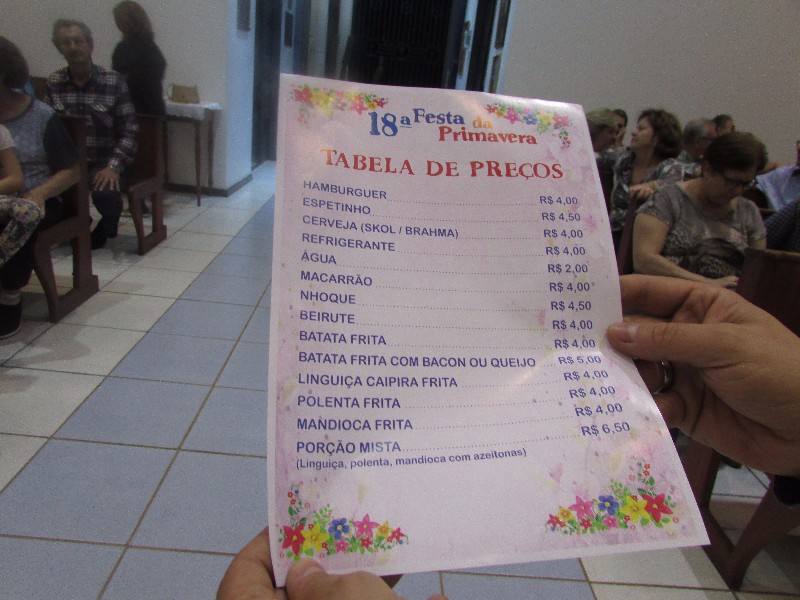 18ª Festa da
Primavera
TABELA DE PREÇOS
HAMBURGUER R$ 4,00
ESPETINHO R$ 4,50
CERVEJA (SKOL / BRAHMA) R$ 4,00
REFRIGERANTE R$ 4,00
ÁGUA R$ 2,00
MACARRÃO R$ 4,00
NHOQUE R$ 4,50
BEIRUTE R$ 4,00
BATATA FRITA R$ 4,00
BATATA FRITA COM BACON OU QUEIJO R$ 5,00
LINGUIÇA CAIPIRA FRITA R$ 4,00
POLENTA FRITA R$ 4,00
MANDIOCA FRITA R$ 4,00
PORÇÃO MISTA R$ 6,50
(Linguiça, polenta, mandioca com azeitonas)